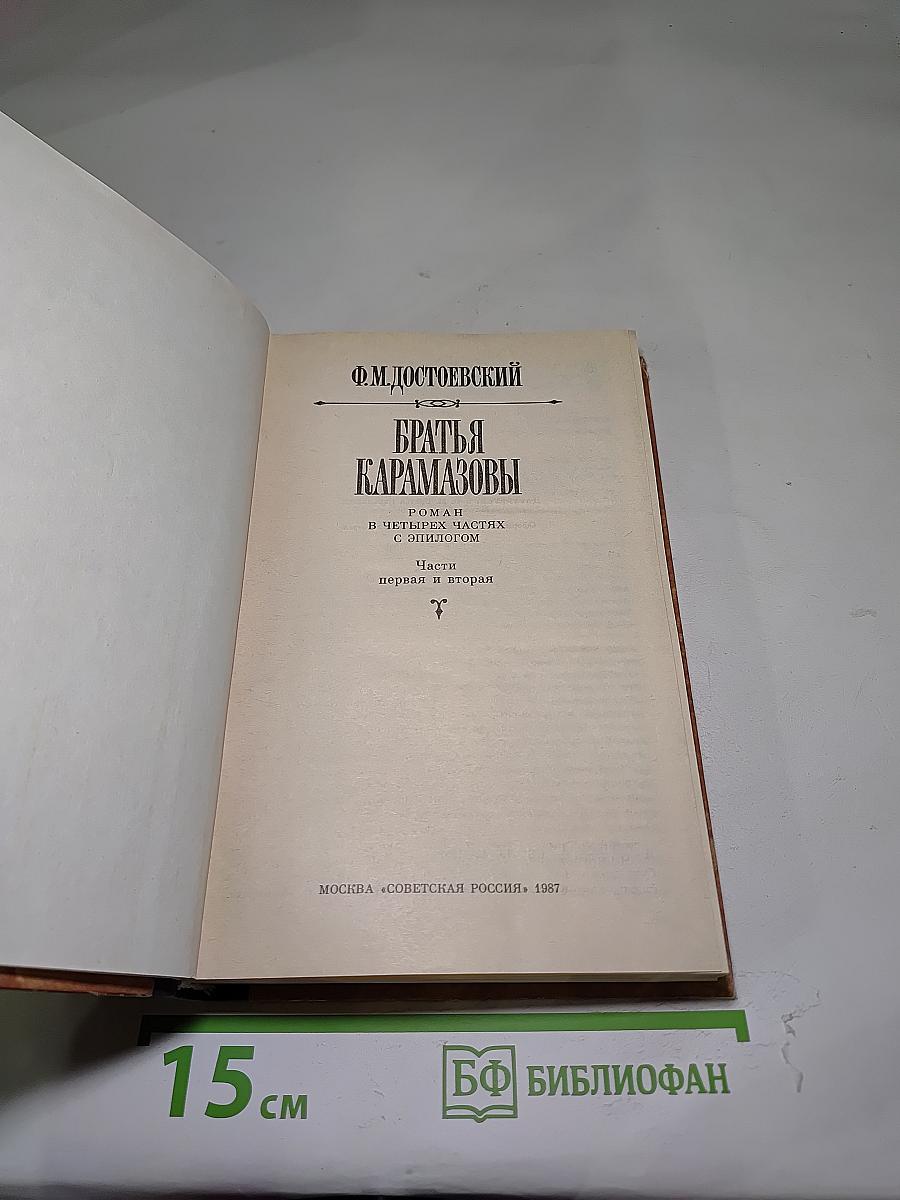 Ф.М.ДОСТОЕВСКИЙ
БРАТЬЯ
КАРАМАЗОВЫ
РОМАН
В ЧЕТЫРЕХ ЧАСТЯХ
С ЭПИЛОГОМ
Части
первая и вторая
МОСКВА «СОВЕТСКАЯ РОССИЯ» 1987
15 см
БФ БИБЛИОФАН